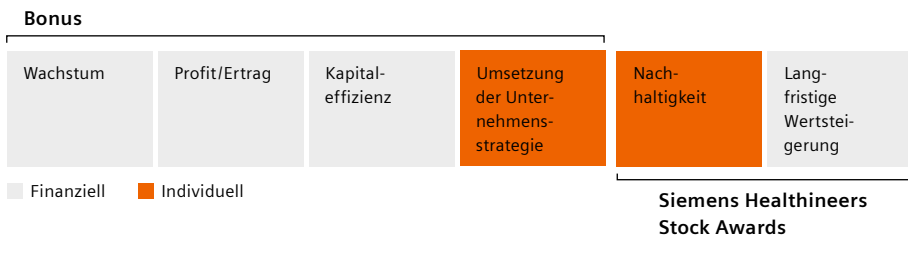 Bonus
Wachstum
Profit/Ertrag
Kapital-
effizienz
Umsetzung
der Unter-
nehmens-
strategie
Nach-
haltigkeit
Lang-
fristige
Wertstei-
gerung
Finanziell
Individuell
Siemens Healthineers
Stock Awards